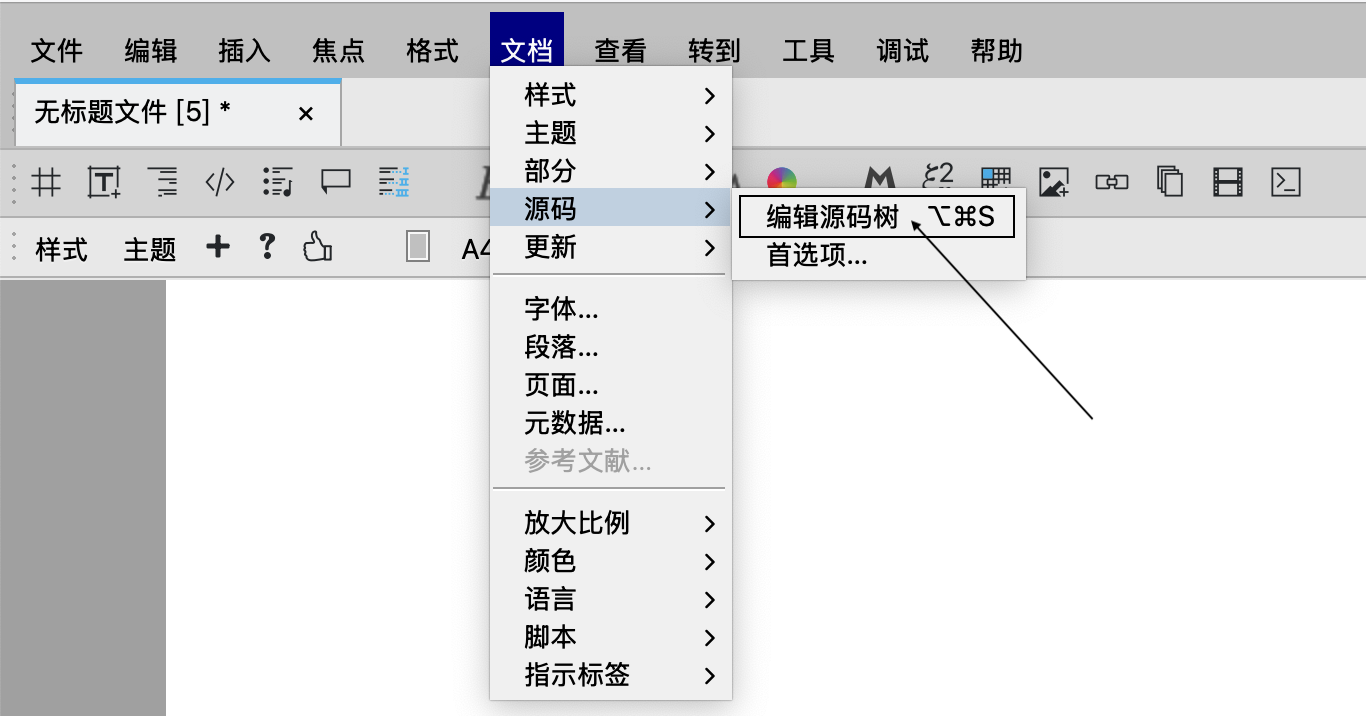 文件 编辑 插入 焦点 格式 文档 查看 转到 工具 调试 帮助
无标题文件 [5] * ×
样式 主题 + ? A4
样式
主题
部分
源码
更新
字体...
段落...
页面...
元数据...
参考文献...
放大比例
颜色
语言
脚本
指示标签
编辑源码树 ⌥⌘S
首选项...